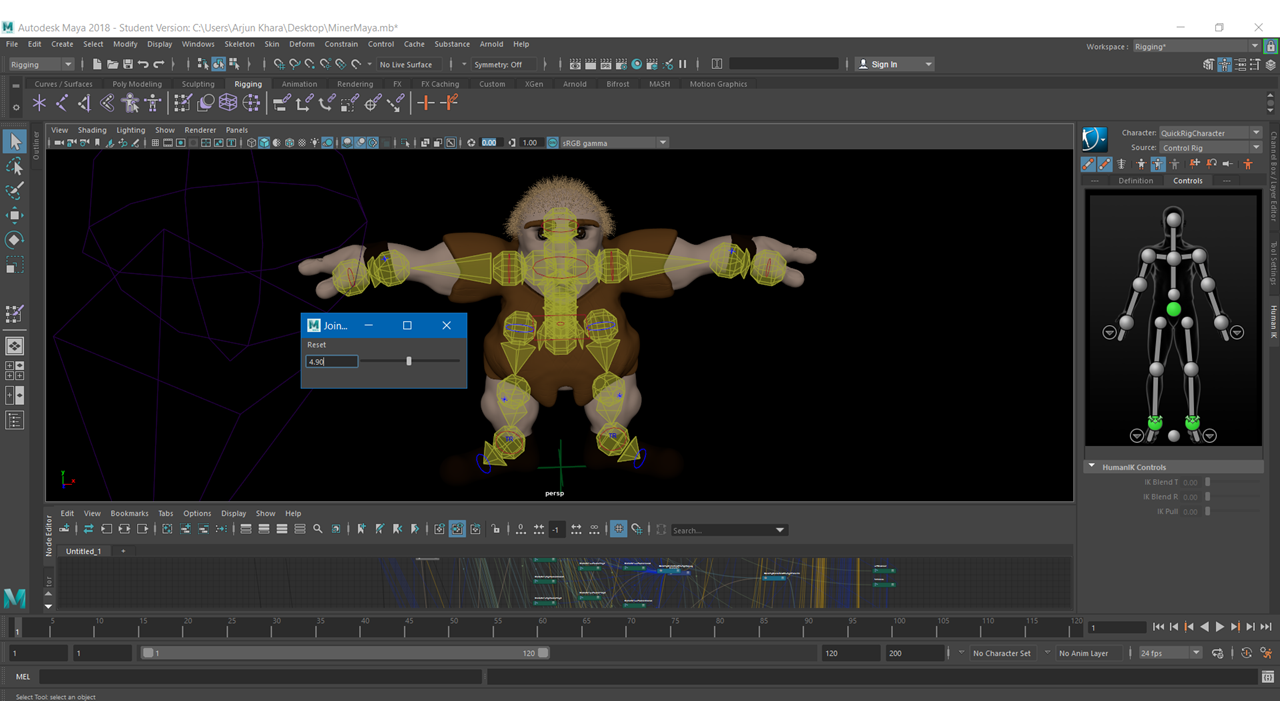 Autodesk Maya 2018 - Student Version: C:\Users\Arjun Khara\Desktop\MinerMaya.mb*
File Edit Create Select Modify Display Windows Skeleton Skin Deform Constrain Control Cache Substance Arnold Help
Workspace : Rigging*
Rigging No Live Surface Symmetry: Off Sign In
Curves / Surfaces Poly Modeling Sculpting Rigging Animation Rendering FX FX Caching Custom XGen Arnold Bifrost MASH Motion Graphics
View Shading Lighting Show Renderer Panels
0.00 1.00 sRGB gamma
Outliner
Character: QuickRigCharacter
Source: Control Rig
Definition Controls
Channel Box / Layer Editor
Tool Settings
Human IK
Join...
Reset
4.90
persp
HumanIK Controls
IK Blend T 0.00
IK Blend R 0.00
IK Pull 0.00
Node Editor
Edit View Bookmarks Tabs Options Display Show Help
0 -1 ∞ Search...
Untitled_1 +
1 5 10 15 20 25 30 35 40 45 50 55 60 65 70 75 80 85 90 95 100 105 110 115 120 1
1 1 1 120 120 200 No Character Set No Anim Layer 24 fps
MEL
Select Tool: select an object